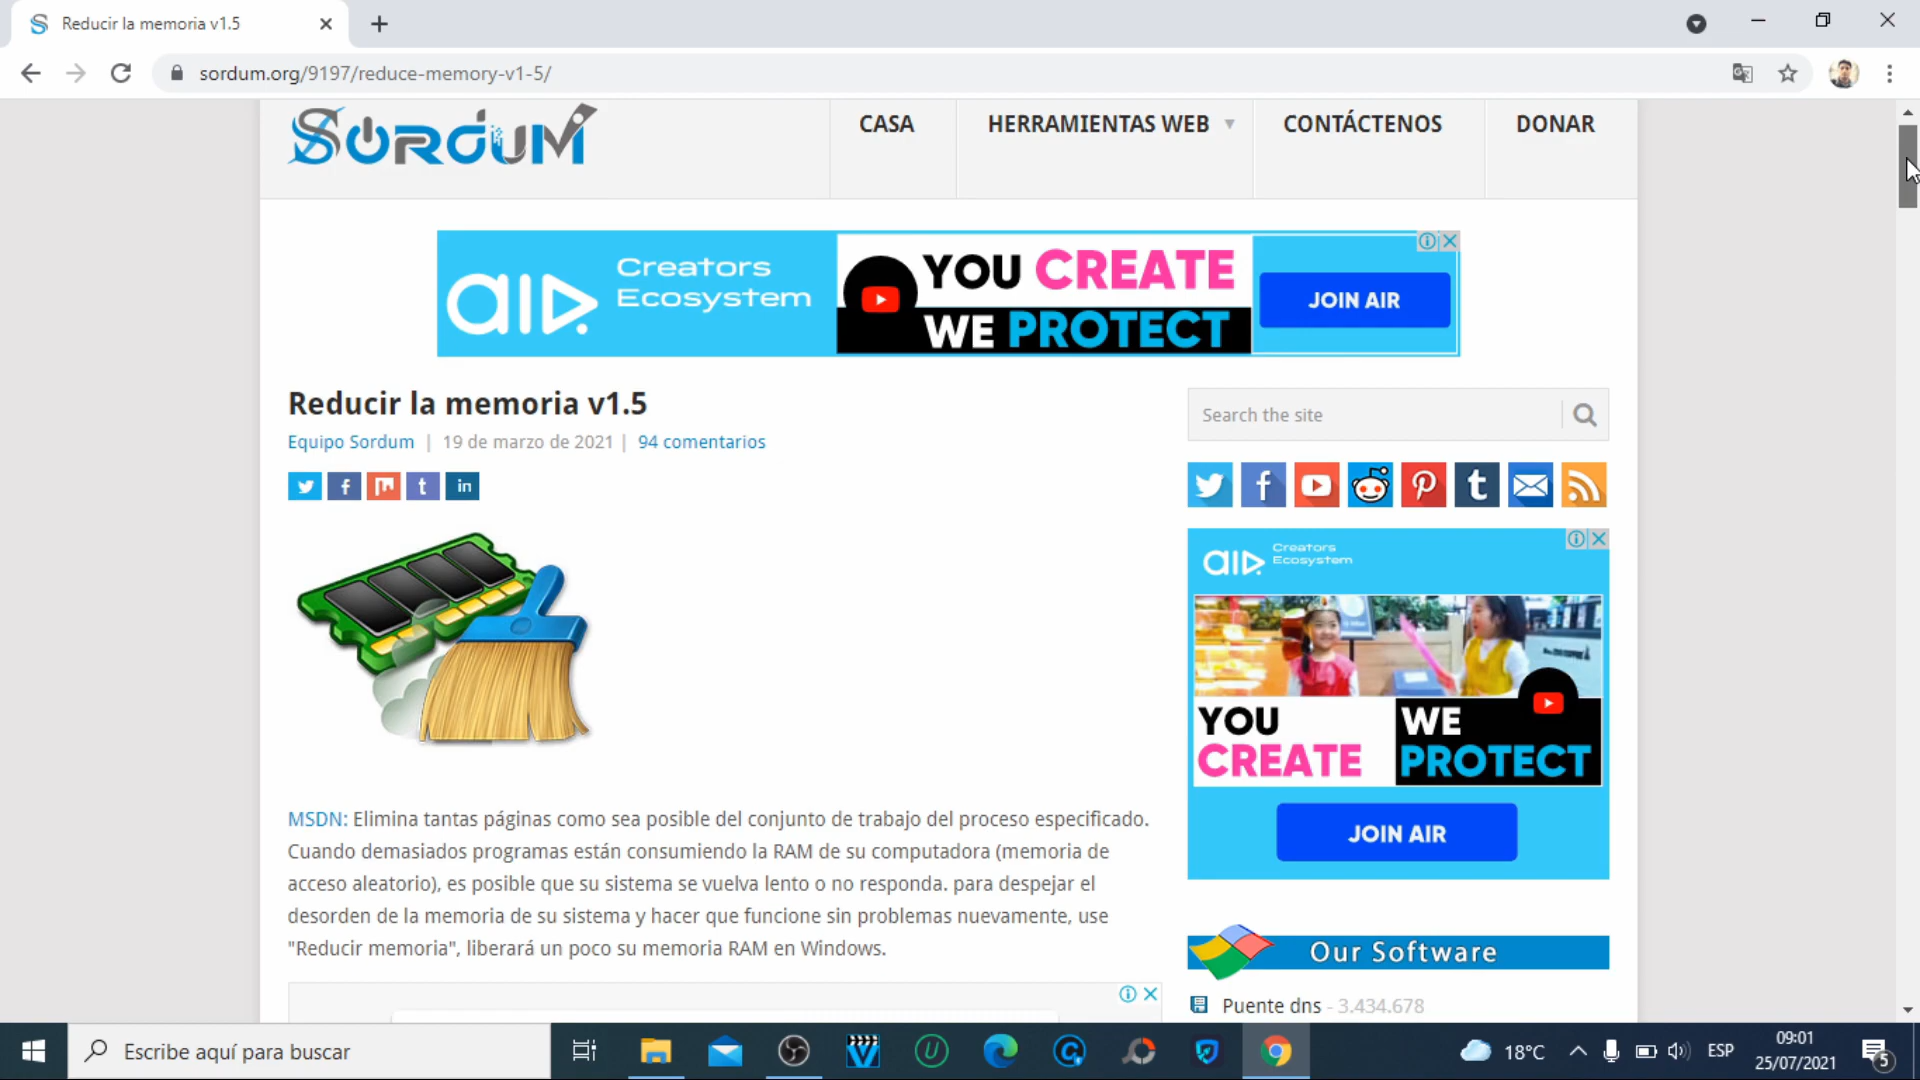 Reducir la memoria v1.5
sordum.org/9197/reduce-memory-v1-5/
SORDUM
CASA
HERRAMIENTAS WEB
CONTÁCTENOS
DONAR
aiD
Creators
Ecosystem
YOU CREATE
WE PROTECT
JOIN AIR
Reducir la memoria v1.5
Equipo Sordum | 19 de marzo de 2021 | 94 comentarios
Search the site
Creators
Ecosystem
YOU
CREATE
WE
PROTECT
JOIN AIR
MSDN: Elimina tantas páginas como sea posible del conjunto de trabajo del proceso especificado.
Cuando demasiados programas están consumiendo la RAM de su computadora (memoria de
acceso aleatorio), es posible que su sistema se vuelva lento o no responda. para despejar el
desorden de la memoria de su sistema y hacer que funcione sin problemas nuevamente, use
"Reducir memoria", liberará un poco su memoria RAM en Windows.
Our Software
Puente dns - 3.434.678
Escribe aquí para buscar
18°C
ESP
09:01
25/07/2021
5